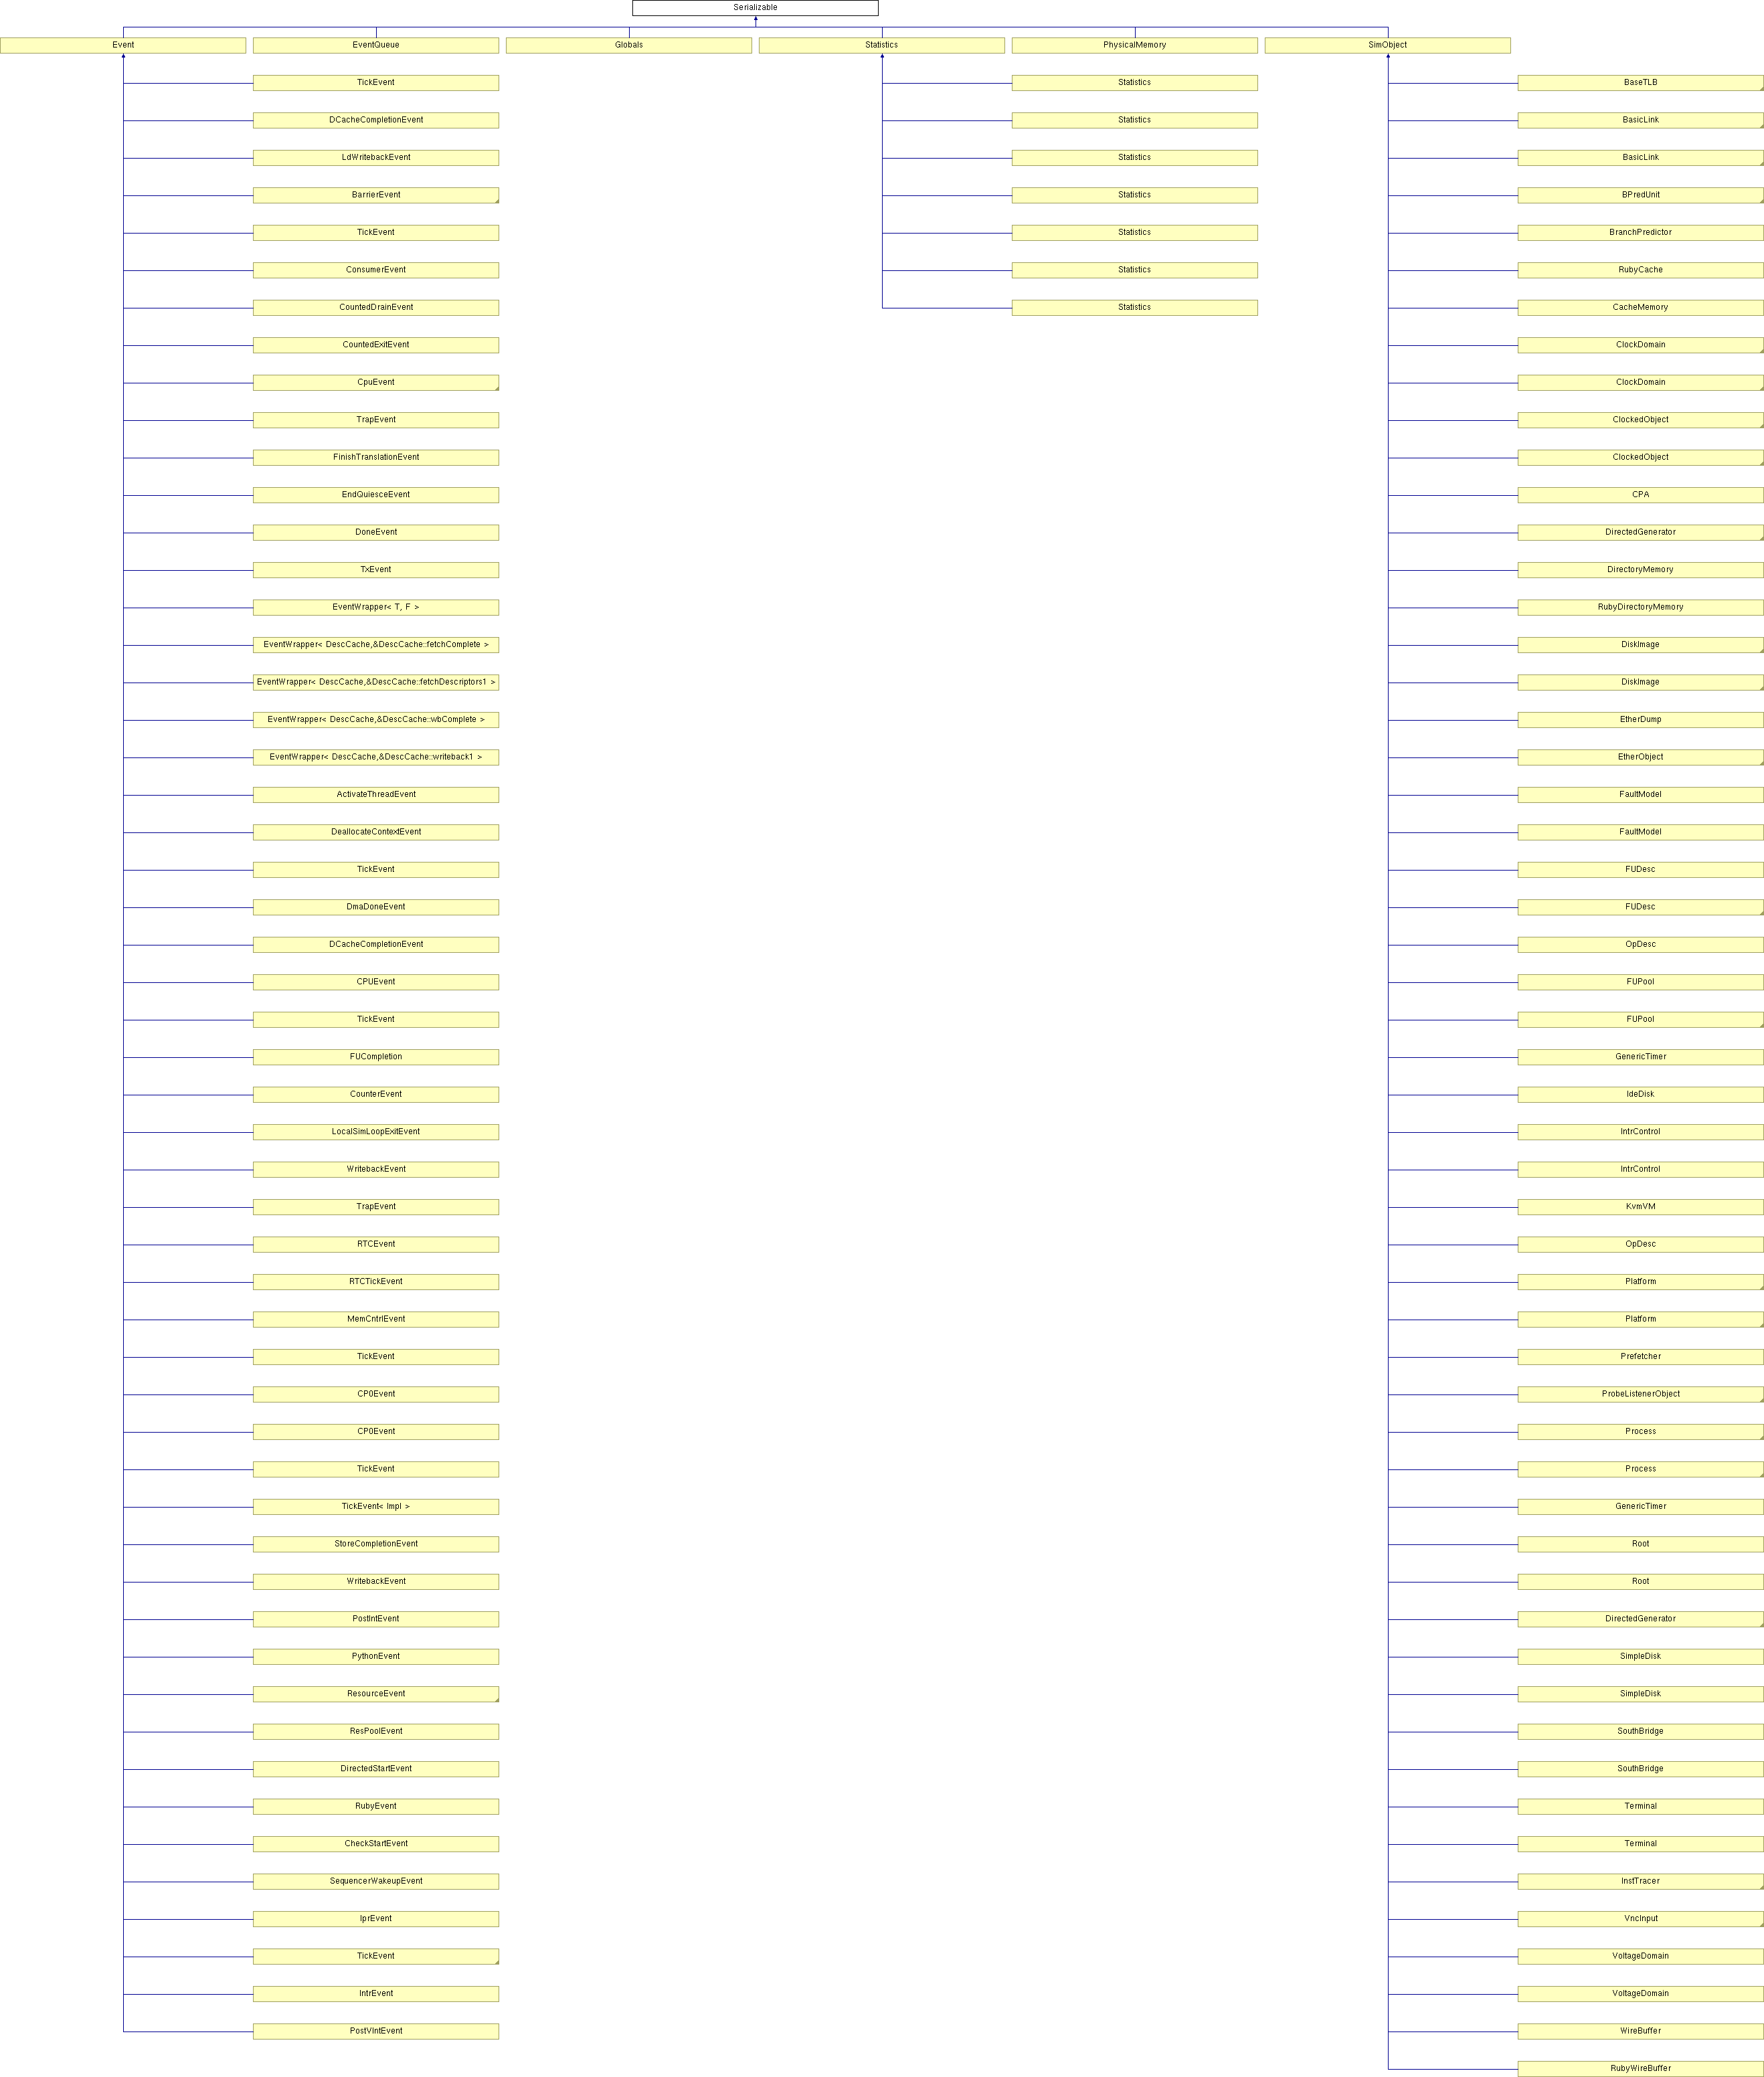 Serializable
Event
EventQueue
Globals
Statistics
PhysicalMemory
SimObject
TickEvent
DCacheCompletionEvent
LdWritebackEvent
BarrierEvent
TickEvent
ConsumerEvent
CountedDrainEvent
CountedExitEvent
CpuEvent
TrapEvent
FinishTranslationEvent
EndQuiesceEvent
DoneEvent
TxEvent
EventWrapper< T, F >
EventWrapper< DescCache,&DescCache::fetchComplete >
EventWrapper< DescCache,&DescCache::fetchDescriptors1 >
EventWrapper< DescCache,&DescCache::wbComplete >
EventWrapper< DescCache,&DescCache::writeback1 >
ActivateThreadEvent
DeallocateContextEvent
TickEvent
DmaDoneEvent
DCacheCompletionEvent
CPUEvent
TickEvent
FUCompletion
CounterEvent
LocalSimLoopExitEvent
WritebackEvent
TrapEvent
RTCEvent
RTCTickEvent
MemCntrlEvent
TickEvent
CP0Event
CP0Event
TickEvent
TickEvent< Impl >
StoreCompletionEvent
WritebackEvent
PostIntEvent
PythonEvent
ResourceEvent
ResPoolEvent
DirectedStartEvent
RubyEvent
CheckStartEvent
SequencerWakeupEvent
IprEvent
TickEvent
IntrEvent
PostVIntEvent
Statistics
Statistics
Statistics
Statistics
Statistics
Statistics
Statistics
BaseTLB
BasicLink
BasicLink
BPredUnit
BranchPredictor
RubyCache
CacheMemory
ClockDomain
ClockDomain
ClockedObject
ClockedObject
CPA
DirectedGenerator
DirectoryMemory
RubyDirectoryMemory
DiskImage
DiskImage
EtherDump
EtherObject
FaultModel
FaultModel
FUDesc
FUDesc
OpDesc
FUPool
FUPool
GenericTimer
IdeDisk
IntrControl
IntrControl
KvmVM
OpDesc
Platform
Platform
Prefetcher
ProbeListenerObject
Process
Process
GenericTimer
Root
Root
DirectedGenerator
SimpleDisk
SimpleDisk
SouthBridge
SouthBridge
Terminal
Terminal
InstTracer
VncInput
VoltageDomain
VoltageDomain
WireBuffer
RubyWireBuffer